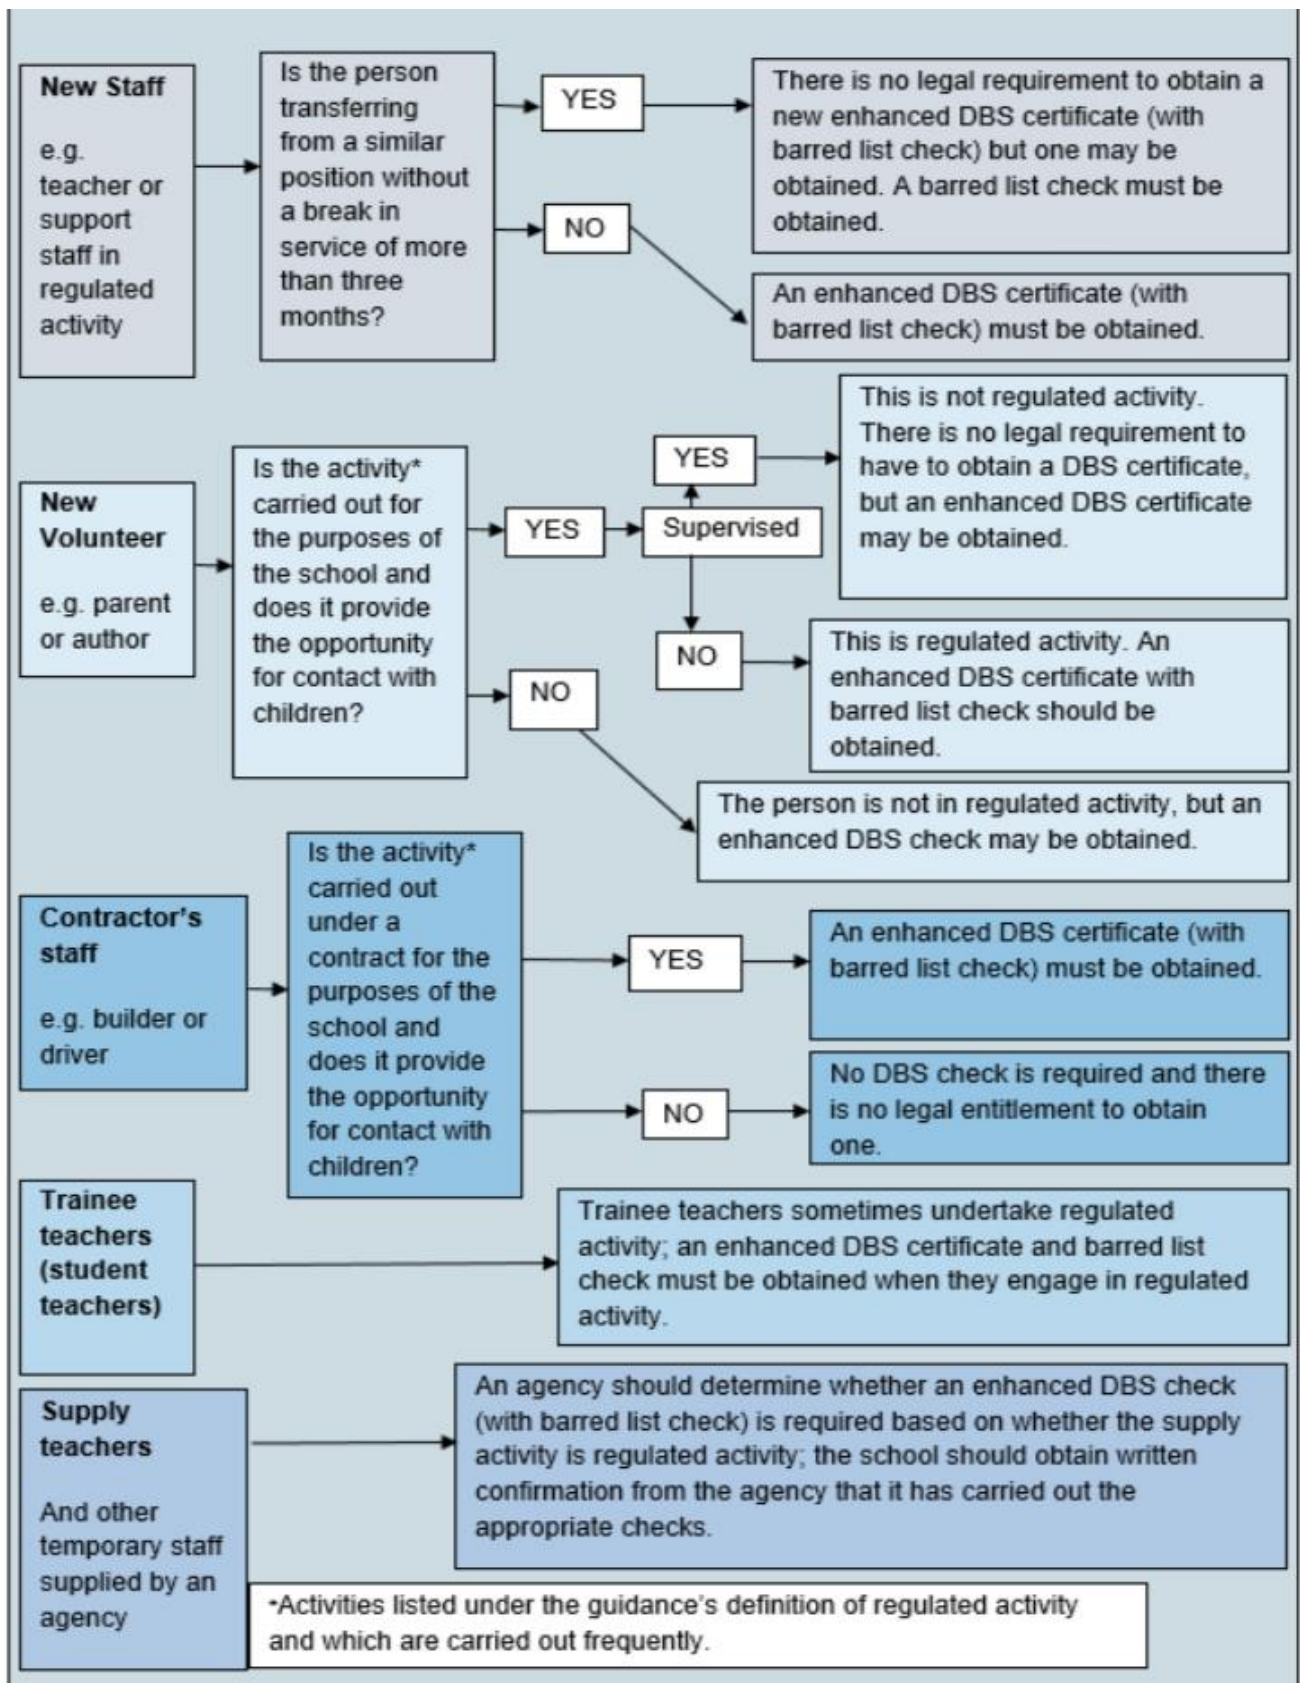 New Staff
e.g.
teacher or
support
staff in
regulated
activity
Is the person
transferring
from a similar
position without
a break in
service of more
than three
months?
YES
There is no legal requirement to obtain a
new enhanced DBS certificate (with
barred list check) but one may be
obtained. A barred list check must be
obtained.
NO
An enhanced DBS certificate (with
barred list check) must be obtained.
New
Volunteer
e.g. parent
or author
Is the activity*
carried out for
the purposes of
the school and
does it provide
the opportunity
for contact with
children?
YES
Supervised
YES
This is not regulated activity.
There is no legal requirement to
have to obtain a DBS certificate,
but an enhanced DBS certificate
may be obtained.
NO
This is regulated activity. An
enhanced DBS certificate with
barred list check should be
obtained.
NO
The person is not in regulated activity, but an
enhanced DBS check may be obtained.
Contractor's
staff
e.g. builder or
driver
Is the activity*
carried out
under a
contract for the
purposes of the
school and
does it provide
the opportunity
for contact with
children?
YES
An enhanced DBS certificate (with
barred list check) must be obtained.
NO
No DBS check is required and there
is no legal entitlement to obtain
one.
Trainee
teachers
(student
teachers)
Trainee teachers sometimes undertake regulated
activity; an enhanced DBS certificate and barred list
check must be obtained when they engage in regulated
activity.
Supply
teachers
And other
temporary staff
supplied by an
agency
An agency should determine whether an enhanced DBS check
(with barred list check) is required based on whether the supply
activity is regulated activity; the school should obtain written
confirmation from the agency that it has carried out the
appropriate checks.
*Activities listed under the guidance's definition of regulated activity
and which are carried out frequently.